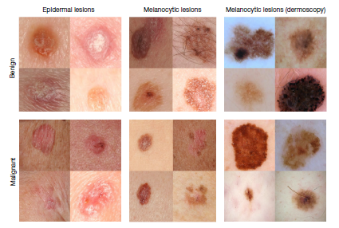 Epidermal lesions
Melanocytic lesions
Melanocytic lesions (dermoscopy)
Benign
Malignant